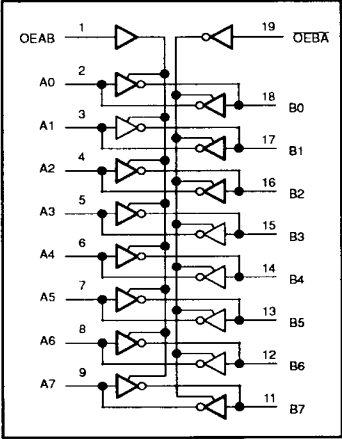 OEAB 1 19 O̅E̅B̅A̅
A0 2 18 B0
A1 3 17 B1
A2 4 16 B2
A3 5 15 B3
A4 6 14 B4
A5 7 13 B5
A6 8 12 B6
A7 9 11 B7